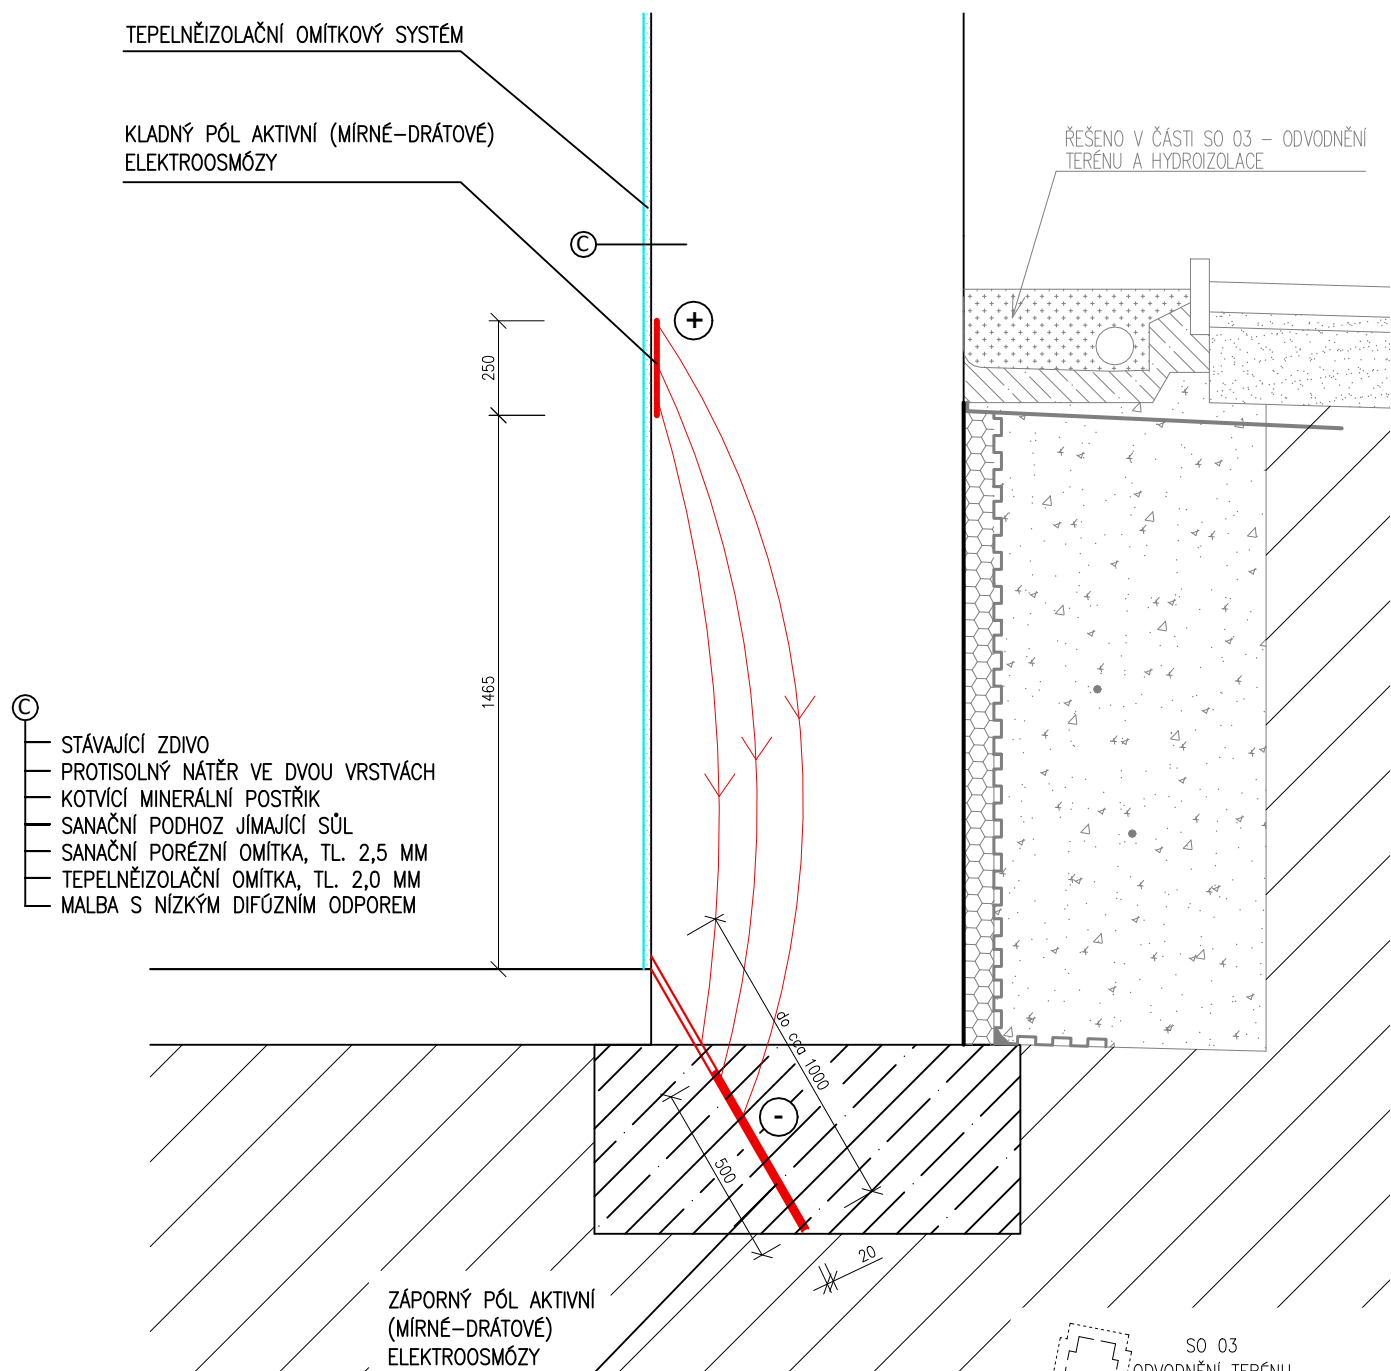 TEPELNĚIZOLAČNÍ OMÍTKOVÝ SYSTÉM
KLADNÝ PÓL AKTIVNÍ (MÍRNÉ-DRÁTOVÉ)
ELEKTROOSMÓZY
ŘEŠENO V ČÁSTI SO 03 - ODVODNĚNÍ
TERÉNU A HYDROIZOLACE
C
+
250
1465
C
STÁVAJÍCÍ ZDIVO
PROTISOLNÝ NÁTĚR VE DVOU VRSTVÁCH
KOTVÍCÍ MINERÁLNÍ POSTŘIK
SANAČNÍ PODHOZ JÍMAJÍCÍ SŮL
SANAČNÍ PORÉZNÍ OMÍTKA, TL. 2,5 MM
TEPELNĚIZOLAČNÍ OMÍTKA, TL. 2,0 MM
MALBA S NÍZKÝM DIFÚZNÍM ODPOREM
do cca 1000
-
500
20
ZÁPORNÝ PÓL AKTIVNÍ
(MÍRNÉ-DRÁTOVÉ)
ELEKTROOSMÓZY
SO 03
ODVODNĚNÍ TERÉNU